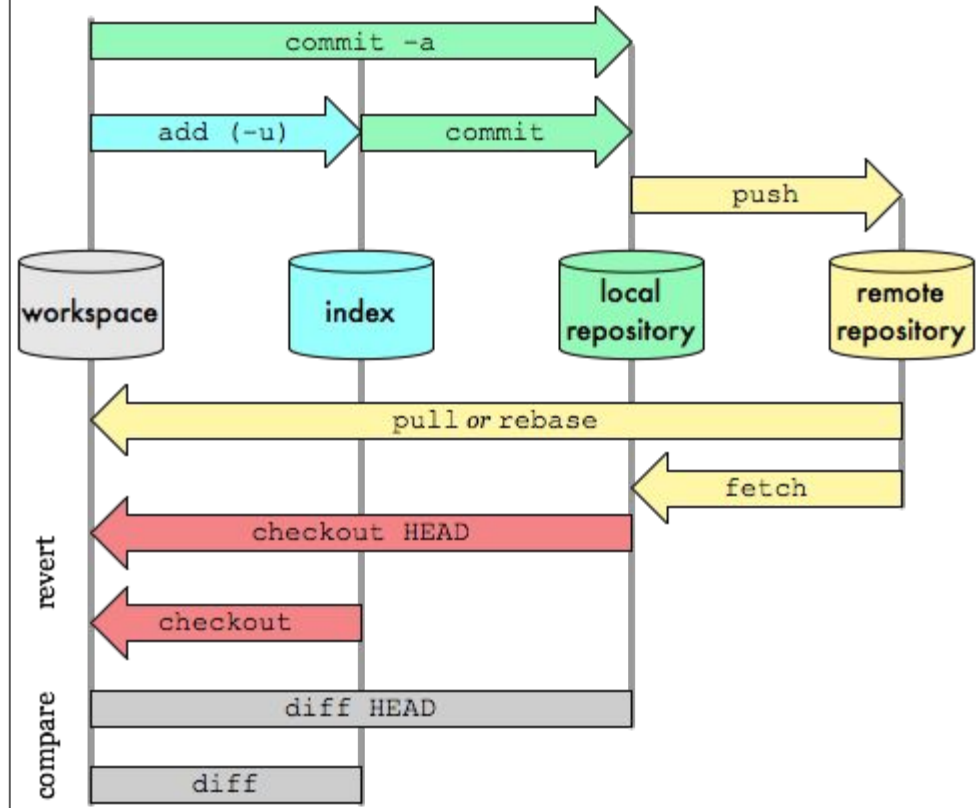 commit -a
add (-u)
commit
push
workspace
index
local
repository
remote
repository
pull or rebase
fetch
revert
checkout HEAD
checkout
compare
diff HEAD
diff